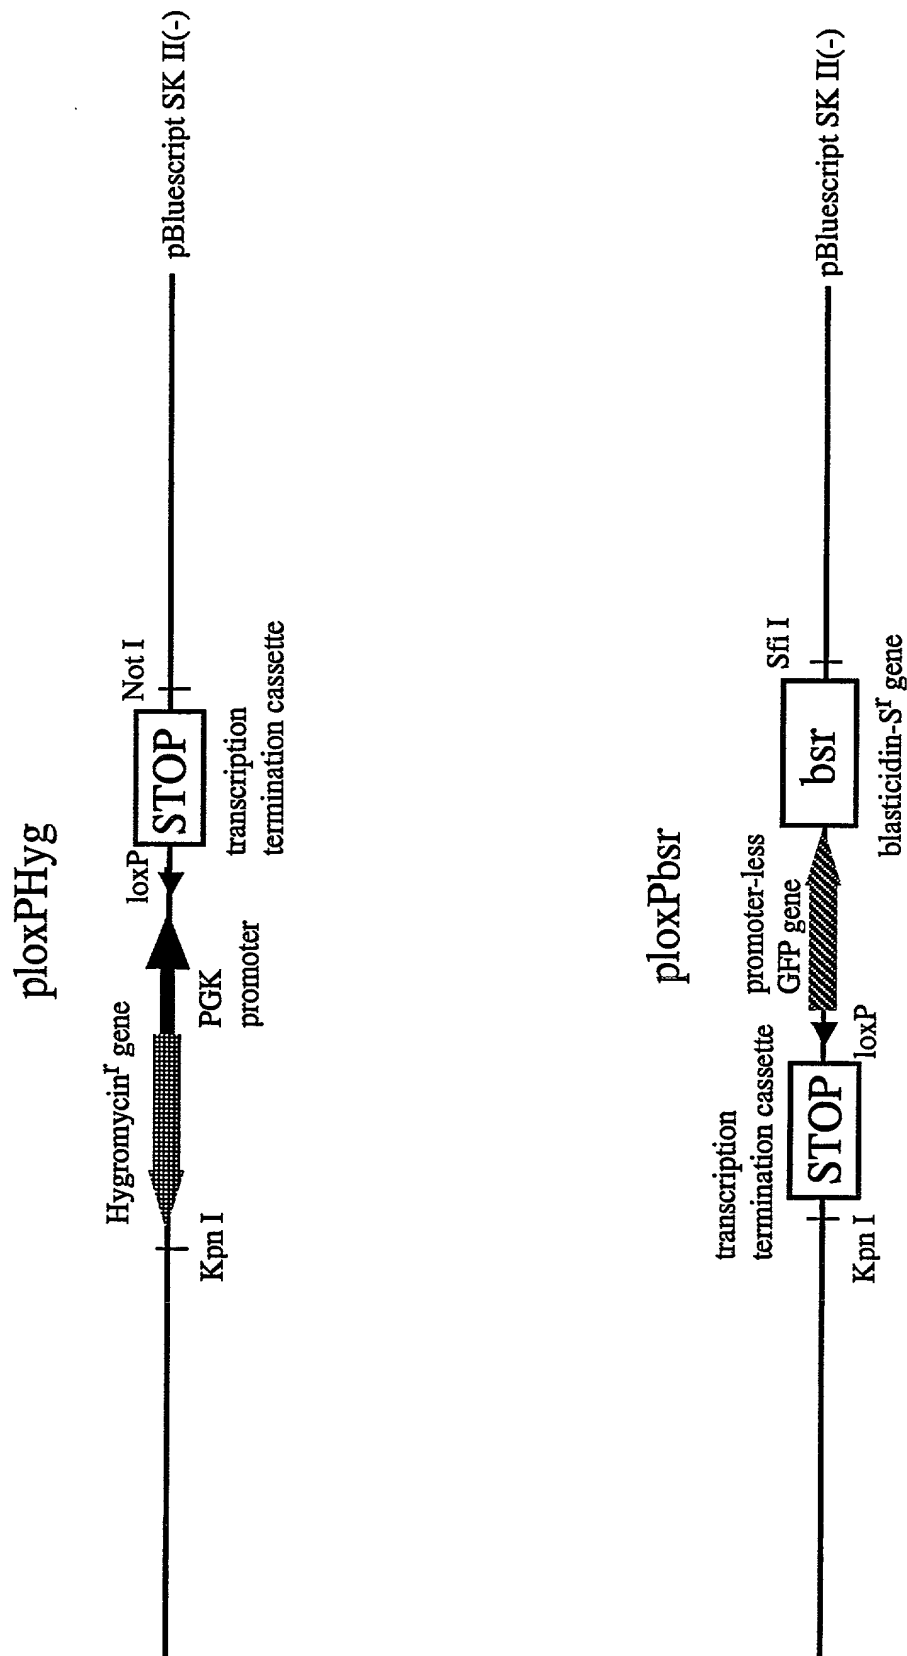 ploxPHyg
Hygromycinʳ gene
loxP
Not I
STOP
pBluescript SK II(-)
Kpn I
PGK
promoter
transcription
termination cassette
ploxPbsr
transcription
termination cassette
promoter-less
GFP gene
Sfi I
STOP
bsr
pBluescript SK II(-)
Kpn I
loxP
blasticidin-Sʳ gene